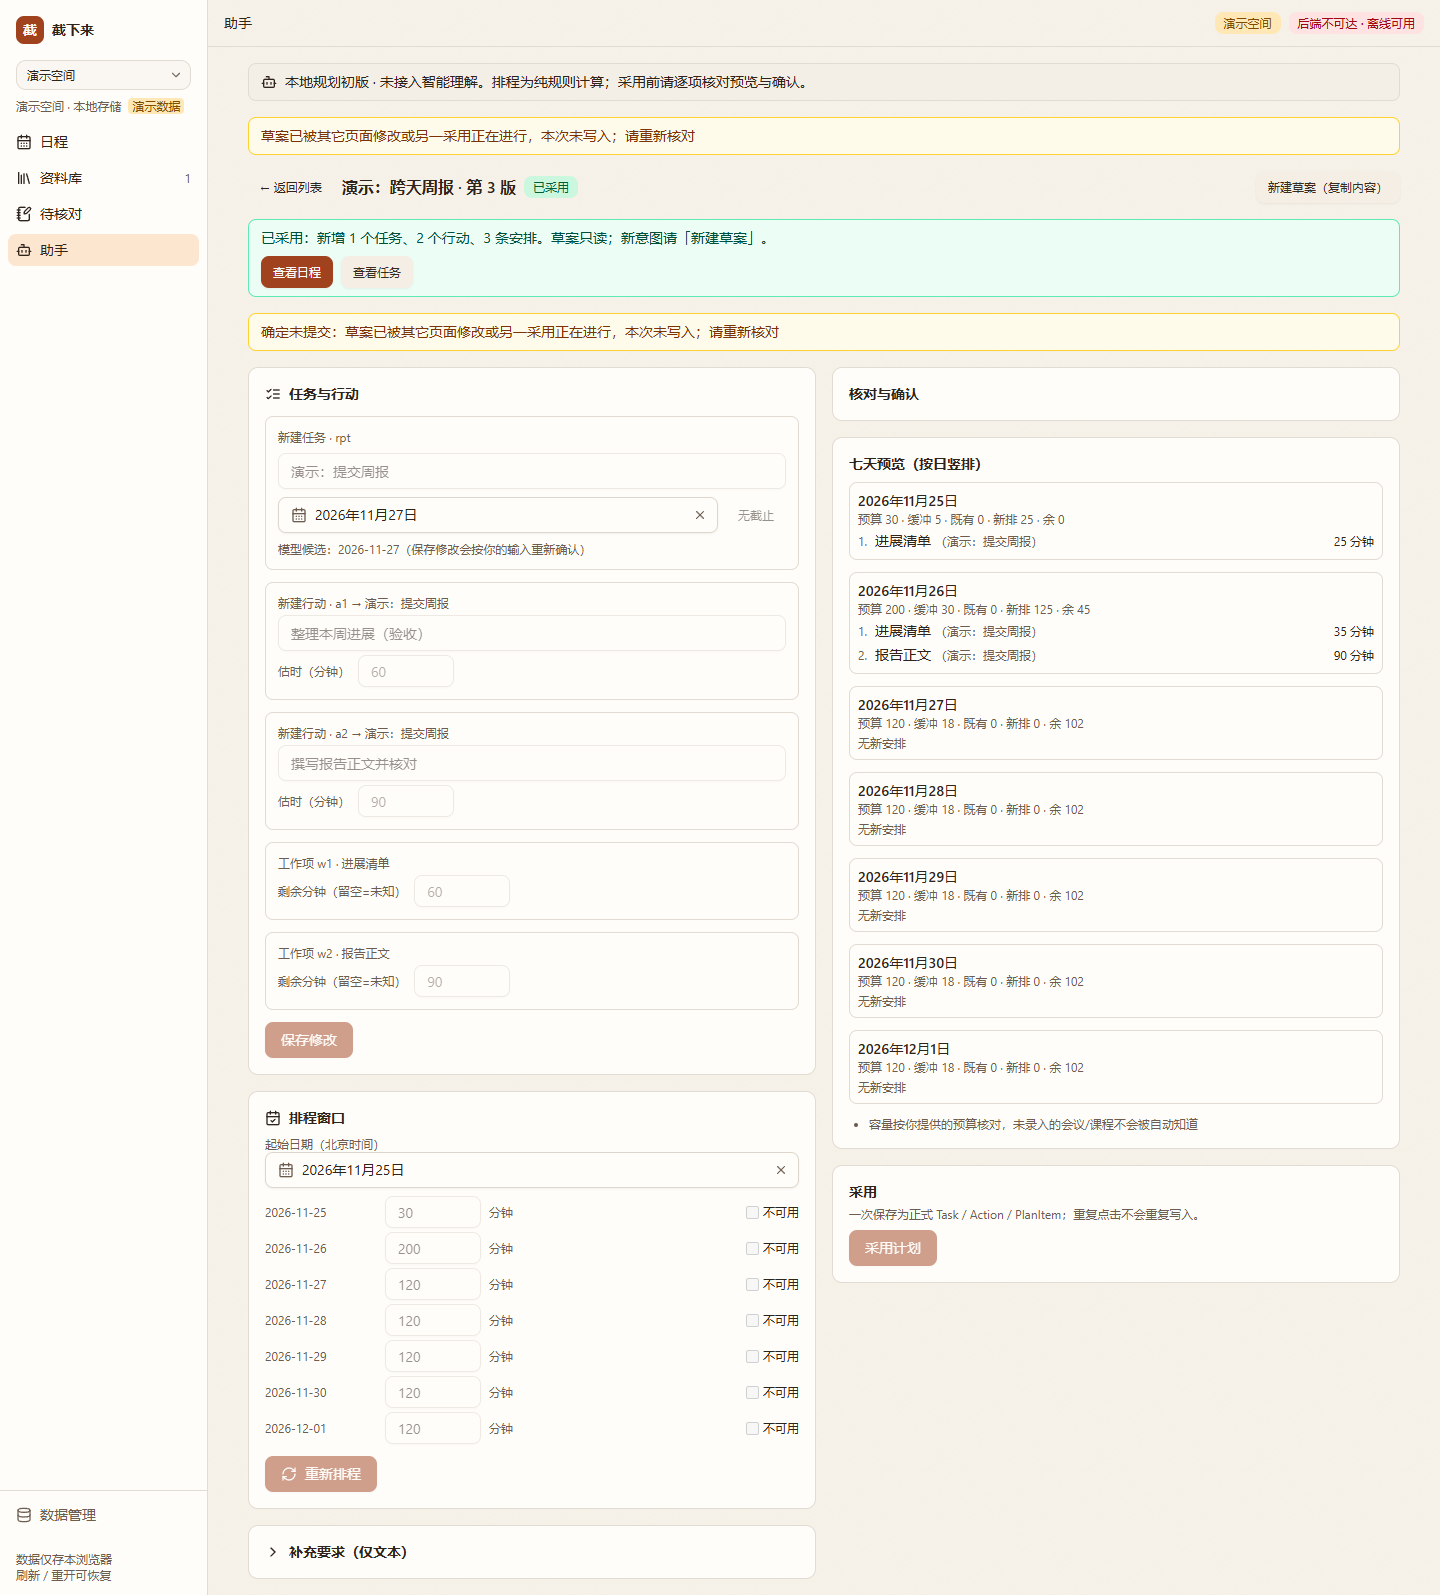 截 截下来
演示空间
演示空间 · 本地存储 演示数据
日程
资料库 1
待核对
助手
数据管理
数据仅存本浏览器
刷新 / 重开可恢复
助手
演示空间
后端不可达 · 离线可用
本地规划初版 · 未接入智能理解。排程为纯规则计算；采用前请逐项核对预览与确认。
草案已被其它页面修改或另一采用正在进行，本次未写入；请重新核对
← 返回列表 演示：跨天周报 · 第 3 版 已采用
新建草案（复制内容）
已采用：新增 1 个任务、2 个行动、3 条安排。草案只读；新意图请「新建草案」。
查看日程 查看任务
确定未提交：草案已被其它页面修改或另一采用正在进行，本次未写入；请重新核对
任务与行动
新建任务 · rpt
演示：提交周报
2026年11月27日
无截止
模型候选：2026-11-27（保存修改会按你的输入重新确认）
新建行动 · a1 → 演示：提交周报
整理本周进展（验收）
估时（分钟） 60
新建行动 · a2 → 演示：提交周报
撰写报告正文并核对
估时（分钟） 90
工作项 w1 · 进展清单
剩余分钟（留空=未知） 60
工作项 w2 · 报告正文
剩余分钟（留空=未知） 90
保存修改
排程窗口
起始日期（北京时间）
2026年11月25日
2026-11-25 30 分钟 不可用
2026-11-26 200 分钟 不可用
2026-11-27 120 分钟 不可用
2026-11-28 120 分钟 不可用
2026-11-29 120 分钟 不可用
2026-11-30 120 分钟 不可用
2026-12-01 120 分钟 不可用
重新排程
补充要求（仅文本）
核对与确认
七天预览（按日竖排）
2026年11月25日
预算 30 · 缓冲 5 · 既有 0 · 新排 25 · 余 0
1. 进展清单 （演示：提交周报） 25 分钟
2026年11月26日
预算 200 · 缓冲 30 · 既有 0 · 新排 125 · 余 45
1. 进展清单 （演示：提交周报） 35 分钟
2. 报告正文 （演示：提交周报） 90 分钟
2026年11月27日
预算 120 · 缓冲 18 · 既有 0 · 新排 0 · 余 102
无新安排
2026年11月28日
预算 120 · 缓冲 18 · 既有 0 · 新排 0 · 余 102
无新安排
2026年11月29日
预算 120 · 缓冲 18 · 既有 0 · 新排 0 · 余 102
无新安排
2026年11月30日
预算 120 · 缓冲 18 · 既有 0 · 新排 0 · 余 102
无新安排
2026年12月1日
预算 120 · 缓冲 18 · 既有 0 · 新排 0 · 余 102
无新安排
• 容量按你提供的预算核对，未录入的会议/课程不会被自动知道
采用
一次保存为正式 Task / Action / PlanItem；重复点击不会重复写入。
采用计划